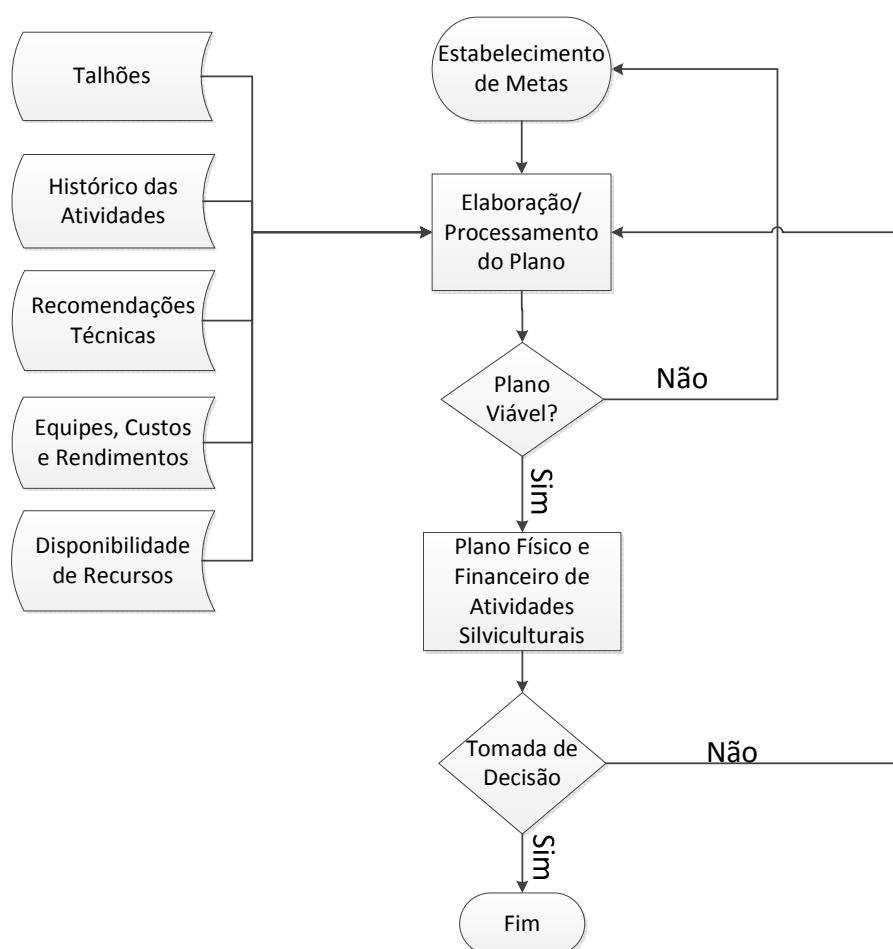 Talhões
Histórico das
Atividades
Recomendações
Técnicas
Equipes, Custos
e Rendimentos
Disponibilidade
de Recursos
Estabelecimento
de Metas
Elaboração/
Processamento
do Plano
Plano
Viável?
Não
Sim
Plano Físico e
Financeiro de
Atividades
Silviculturais
Tomada de
Decisão
Não
Sim
Fim